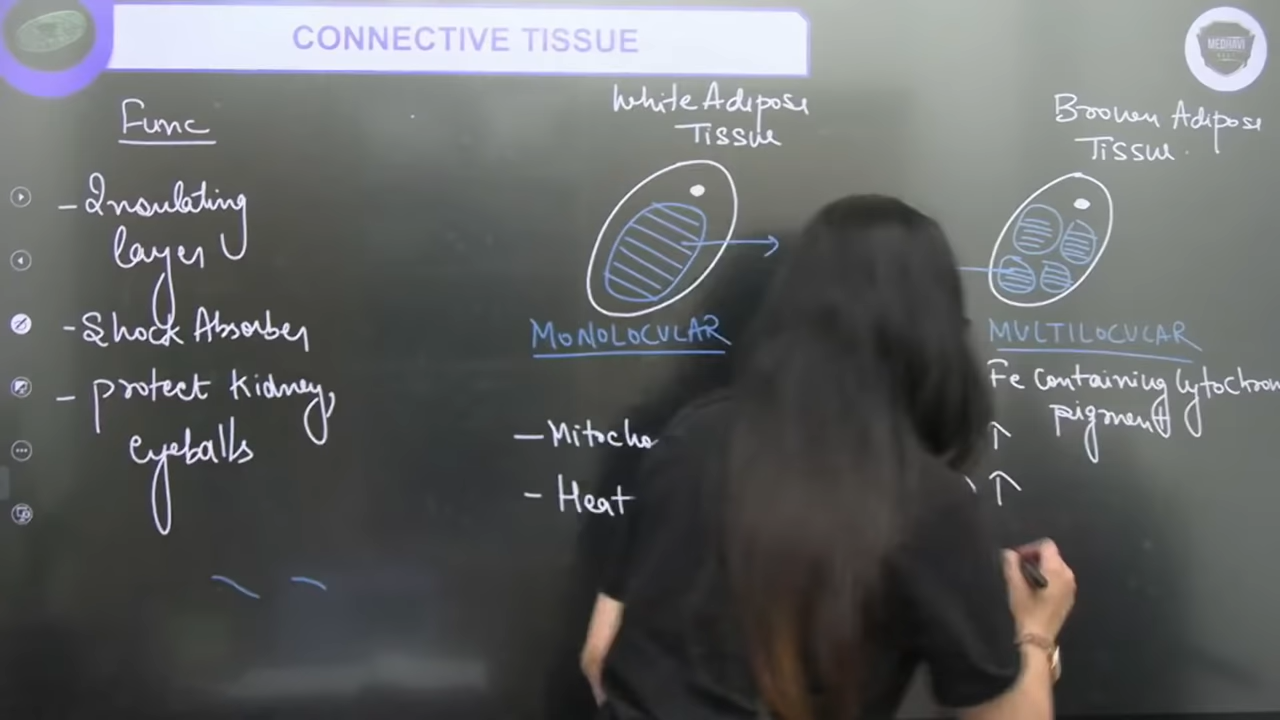 CONNECTIVE TISSUE
MEDHAVI
Func
- Insulating
layer
- Shock Absorber
- protect kidney,
eyeballs
White Adipose
Tissue
MONOLOCULAR
- Heat
Brown Adipose
Tissue.
MULTILOCULAR
Fe containing
pigment
↑
↑